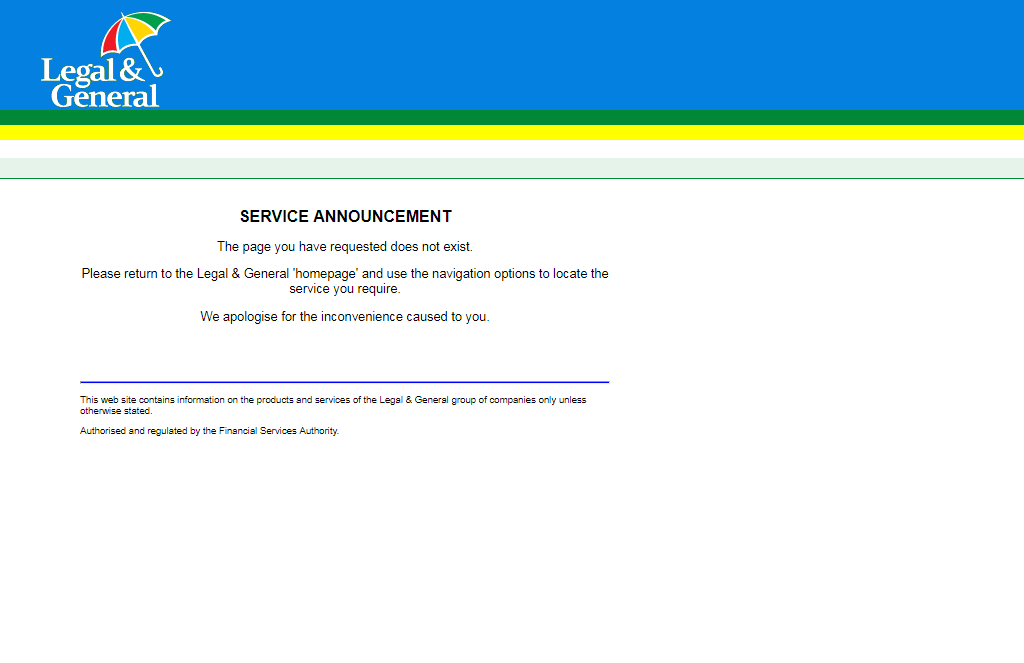 Legal &
General
SERVICE ANNOUNCEMENT
The page you have requested does not exist.
Please return to the Legal & General 'homepage' and use the navigation options to locate the
service you require.
We apologise for the inconvenience caused to you.
This web site contains information on the products and services of the Legal & General group of companies only unless
otherwise stated.
Authorised and regulated by the Financial Services Authority.